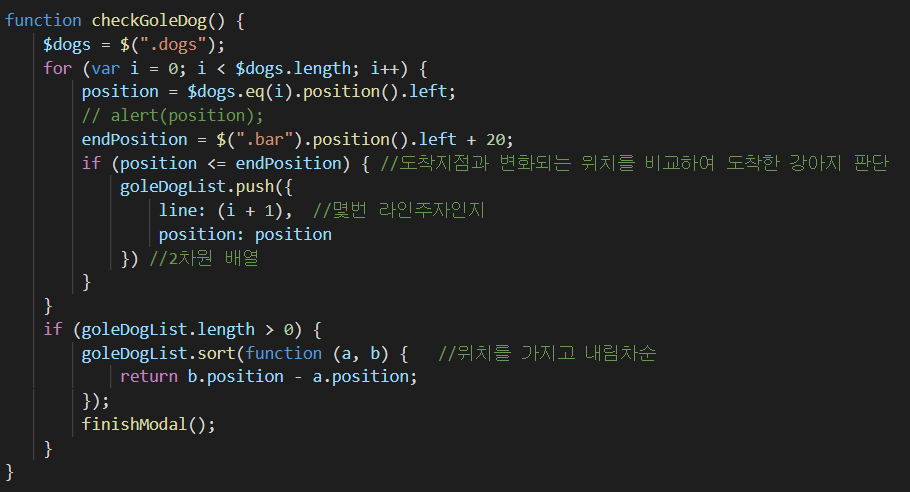 function checkGoleDog() {
    $dogs = $(".dogs");
    for (var i = 0; i < $dogs.length; i++) {
        position = $dogs.eq(i).position().left;
        // alert(position);
        endPosition = $(".bar").position().left + 20;
        if (position <= endPosition) { //도착지점과 변화되는 위치를 비교하여 도착한 강아지 판단
            goleDogList.push({
                line: (i + 1),  //몇번 라인주자인지
                position: position
            }) //2차원 배열
        }
    }
    if (goleDogList.length > 0) {
        goleDogList.sort(function (a, b) {   //위치를 가지고 내림차순
            return b.position - a.position;
        });
        finishModal();
    }
}